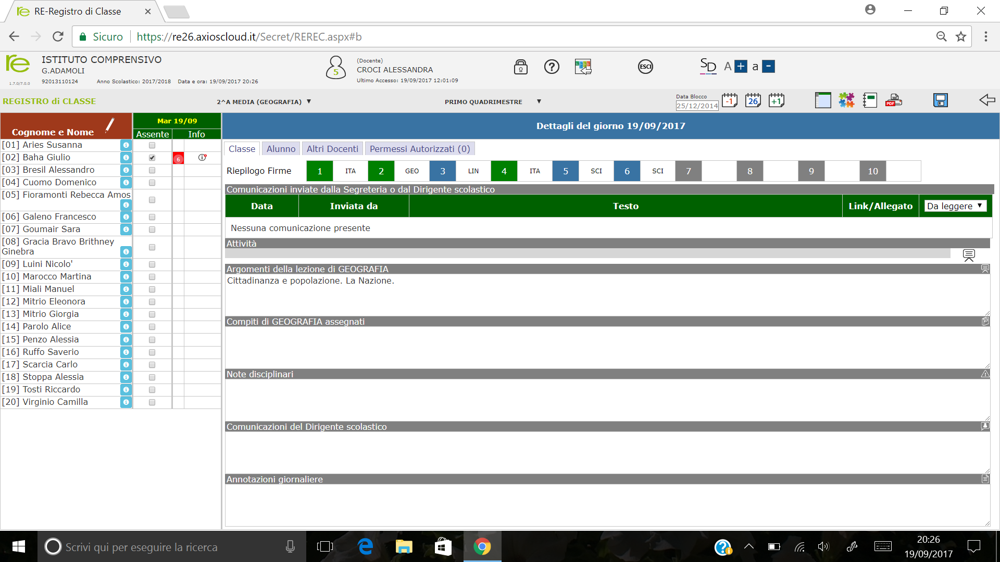 RE-Registro di Classe
Sicuro https://re26.axioscloud.it/Secret/REREC.aspx#b
re
1.7.0/7.0.0
ISTITUTO COMPRENSIVO
G.ADAMOLI
92013110124 Anno Scolastico: 2017/2018 Data e ora: 19/09/2017 20:26
5
(Docente)
CROCI ALESSANDRA
Ultimo Accesso: 19/09/2017 12:01:09
ESCI
SD A + a -
REGISTRO di CLASSE
2^A MEDIA (GEOGRAFIA)
PRIMO QUADRIMESTRE
Data Blocco
25/12/2014
-1 26 +1
PDF
Cognome e Nome
Mar 19/09
Assente Info
[01] Aries Susanna
[02] Baha Giulio 6
[03] Bresil Alessandro
[04] Cuomo Domenico
[05] Fioramonti Rebecca Amos
[06] Galeno Francesco
[07] Goumair Sara
[08] Gracia Bravo Brithney
Ginebra
[09] Luini Nicolo'
[10] Marocco Martina
[11] Miali Manuel
[12] Mitrio Eleonora
[13] Mitrio Giorgia
[14] Parolo Alice
[15] Penzo Alessia
[16] Ruffo Saverio
[17] Scarcia Carlo
[18] Stoppa Alessia
[19] Tosti Riccardo
[20] Virginio Camilla
Dettagli del giorno 19/09/2017
Classe Alunno Altri Docenti Permessi Autorizzati (0)
Riepilogo Firme 1 ITA 2 GEO 3 LIN 4 ITA 5 SCI 6 SCI 7 8 9 10
Comunicazioni inviate dalla Segreteria o dal Dirigente scolastico
Data Inviata da Testo Link/Allegato Da leggere
Nessuna comunicazione presente
Attività
Argomenti della lezione di GEOGRAFIA
Cittadinanza e popolazione. La Nazione.
Compiti di GEOGRAFIA assegnati
Note disciplinari
Comunicazioni del Dirigente scolastico
Annotazioni giornaliere
Scrivi qui per eseguire la ricerca
20:26
19/09/2017